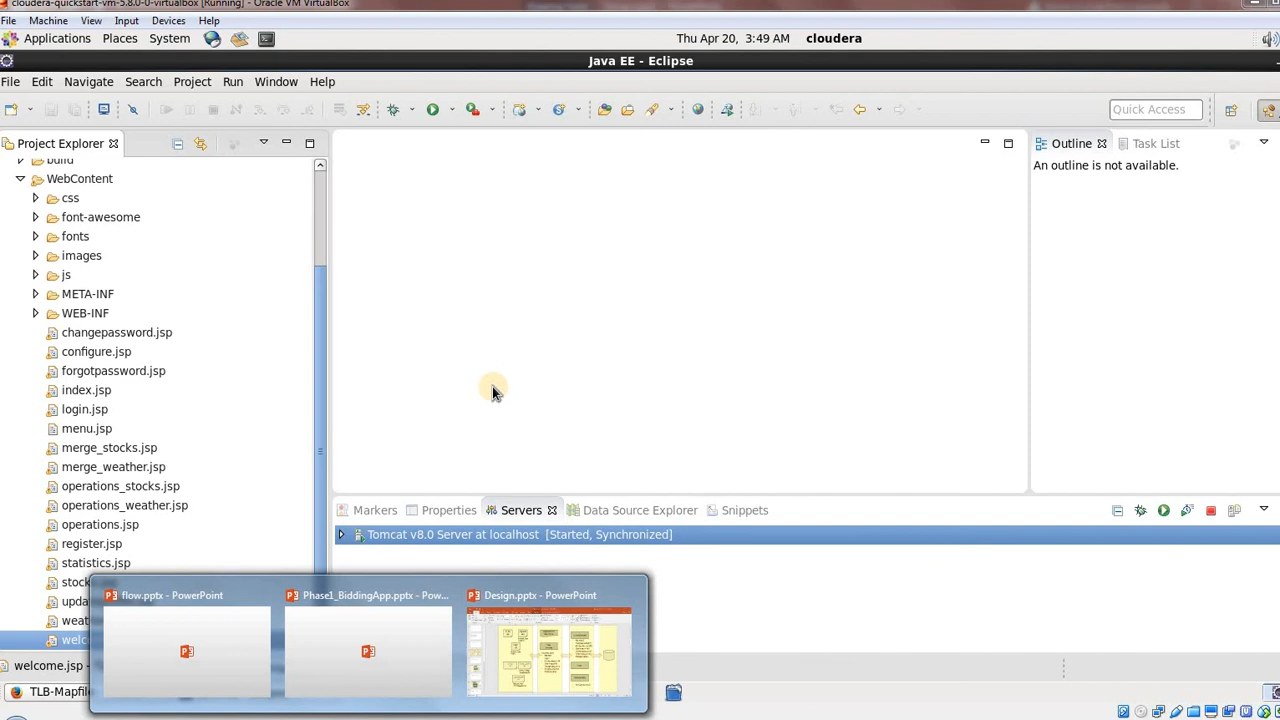 cloudera-quickstart-vm-5.8.0-0-virtualbox [Running] - Oracle VM VirtualBox
File Machine View Input Devices Help
Applications Places System Thu Apr 20, 3:49 AM cloudera
Java EE - Eclipse
File Edit Navigate Search Project Run Window Help
Quick Access
Project Explorer Outline Task List
build An outline is not available.
WebContent
css
font-awesome
fonts
images
js
META-INF
WEB-INF
changepassword.jsp
configure.jsp
forgotpassword.jsp
index.jsp
login.jsp
menu.jsp
merge_stocks.jsp
merge_weather.jsp
operations_stocks.jsp
operations_weather.jsp
operations.jsp
register.jsp
statistics.jsp
Markers Properties Servers Data Source Explorer Snippets
Tomcat v8.0 Server at localhost [Started, Synchronized]
stock
upda
weat
welc
flow.pptx - PowerPoint Phase1_BiddingApp.pptx - Pow... Design.pptx - PowerPoint
welcome.jsp -
TLB-Mapfile